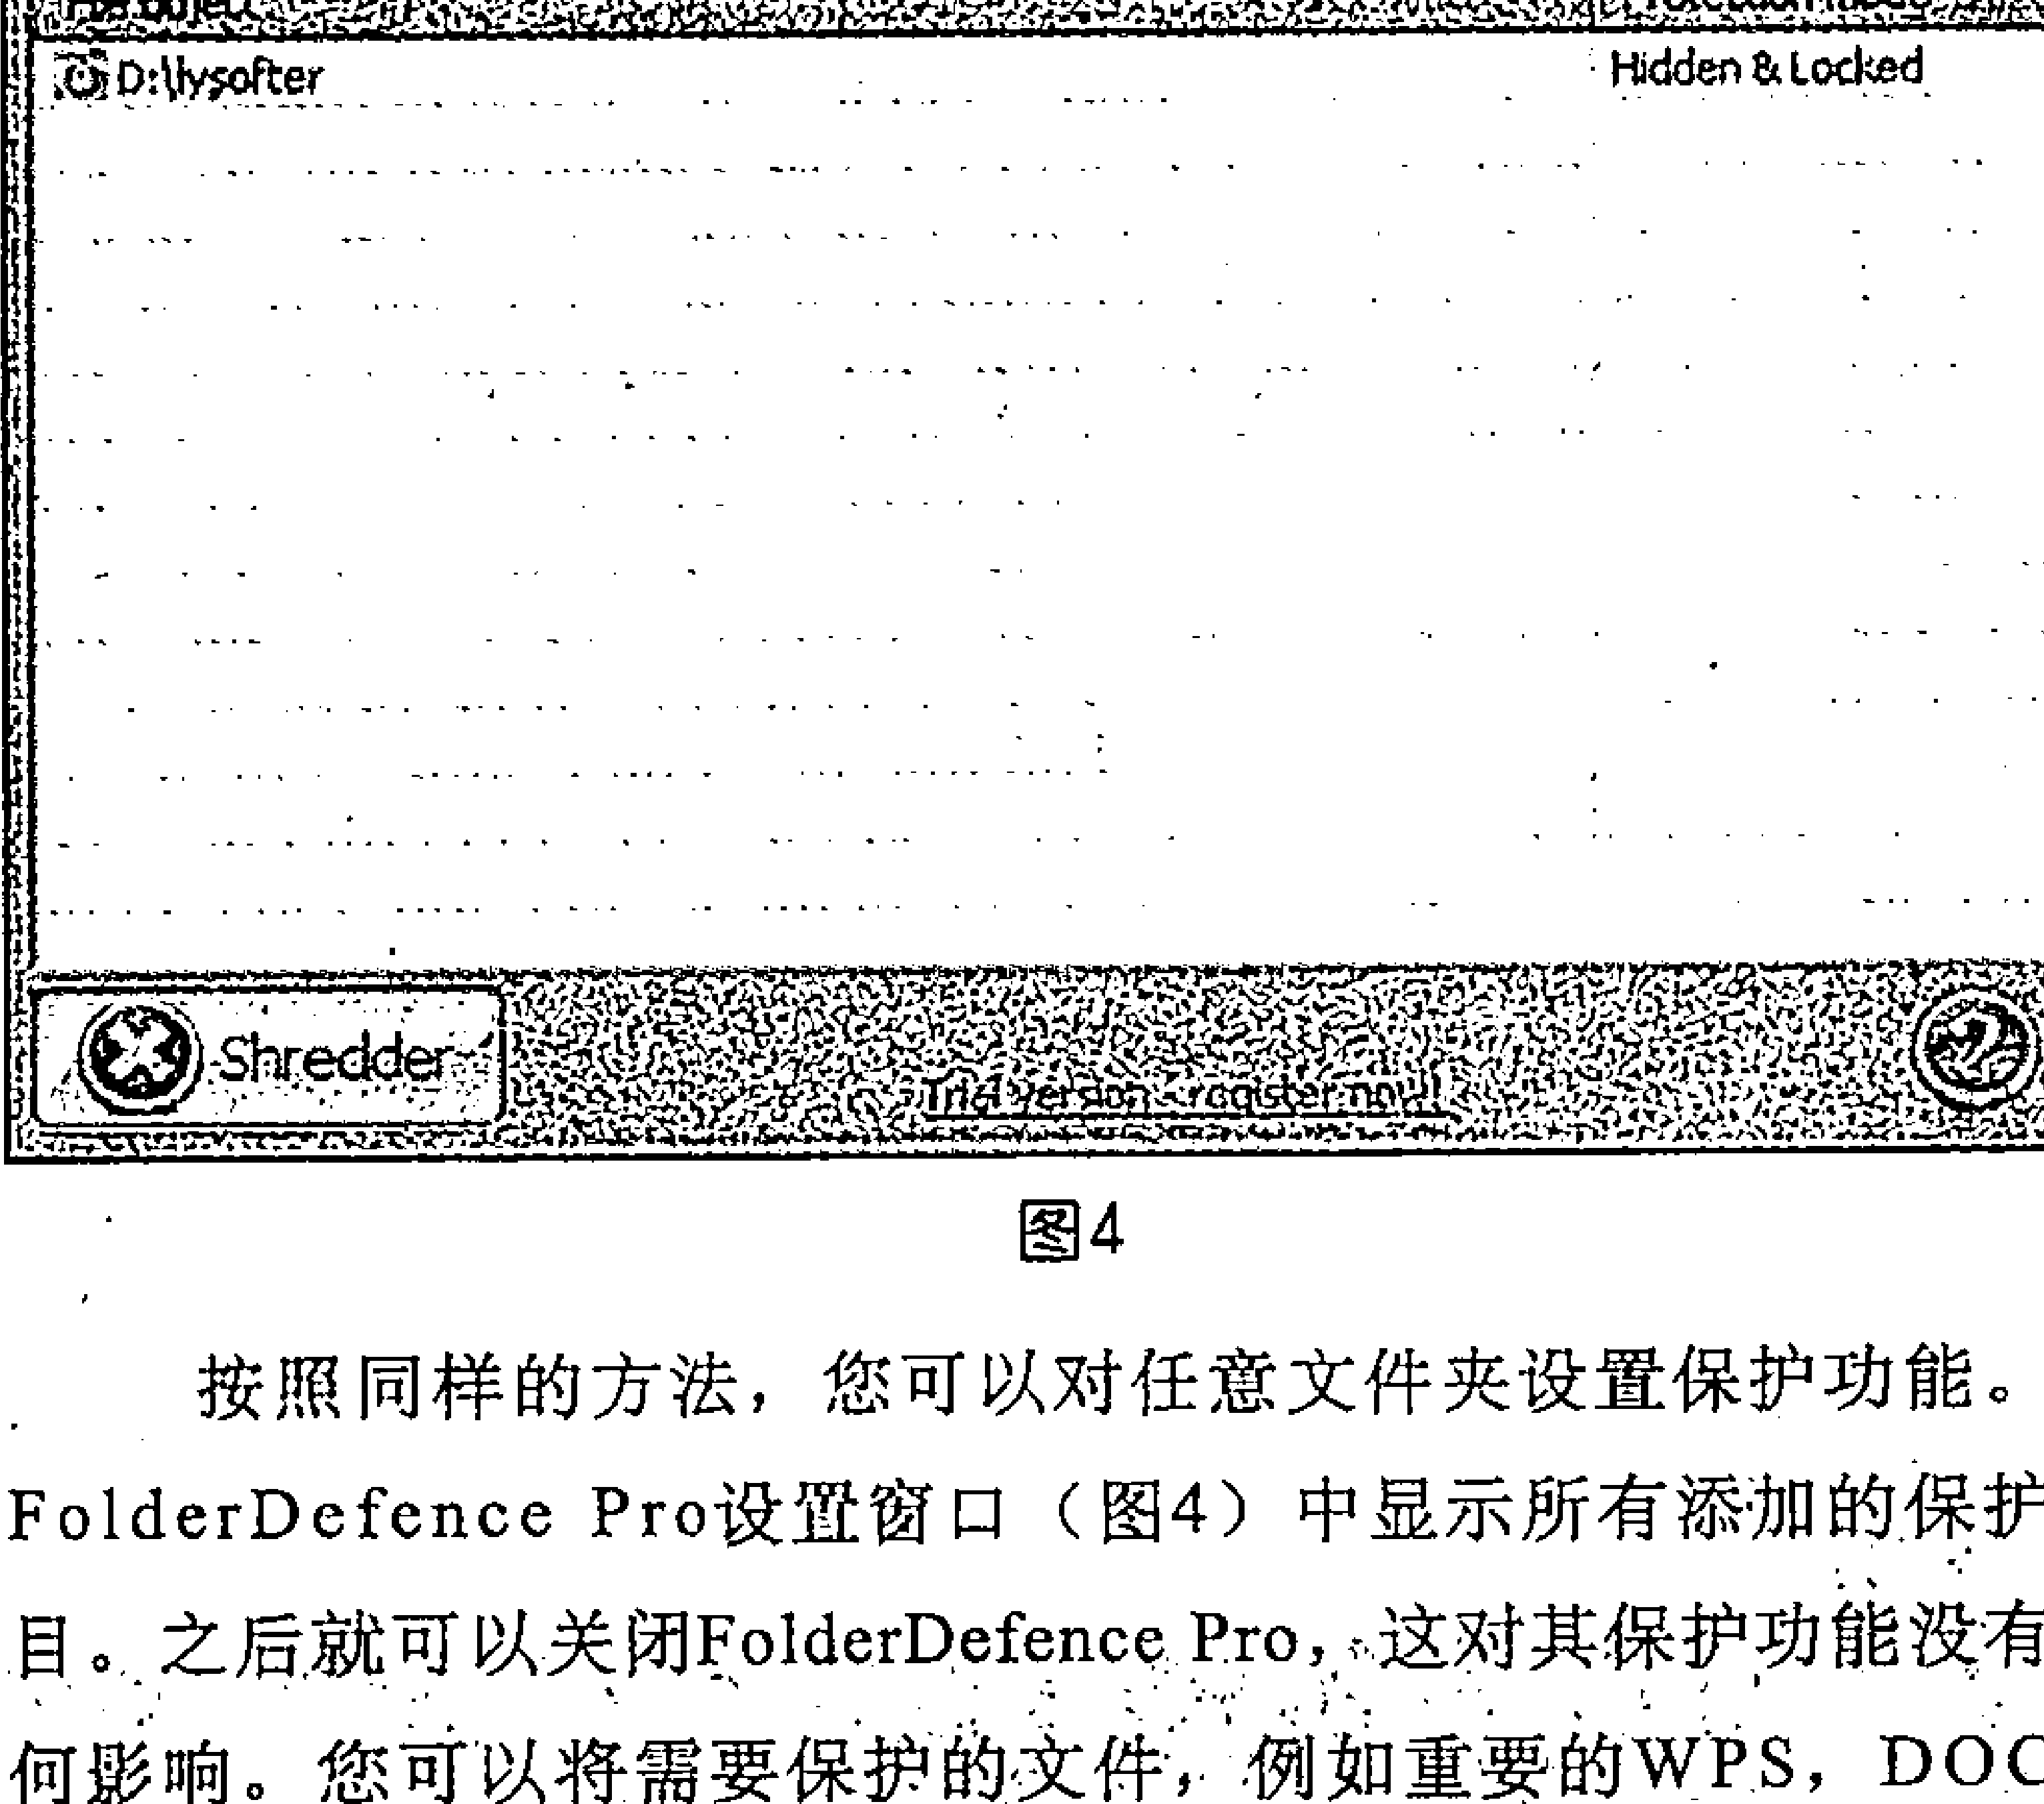 D:\lysofter Hidden & Locked
Shredder
Trial version - register now!
图4
按照同样的方法，您可以对任意文件夹设置保护功能。
FolderDefence Pro设置窗口（图4）中显示所有添加的保护
目。之后就可以关闭FolderDefence Pro，这对其保护功能没有
何影响。您可以将需要保护的文件，例如重要的WPS，DOC